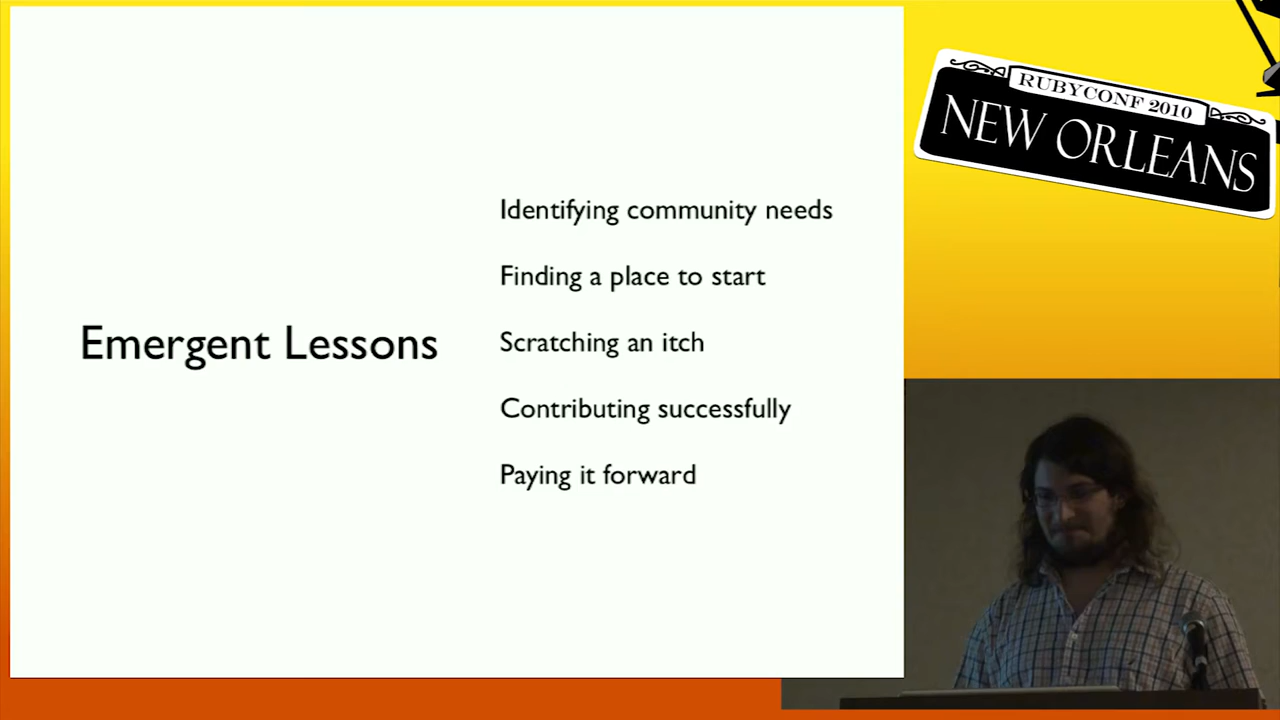 Emergent Lessons
Identifying community needs
Finding a place to start
Scratching an itch
Contributing successfully
Paying it forward
RUBYCONF 2010
NEW ORLEANS